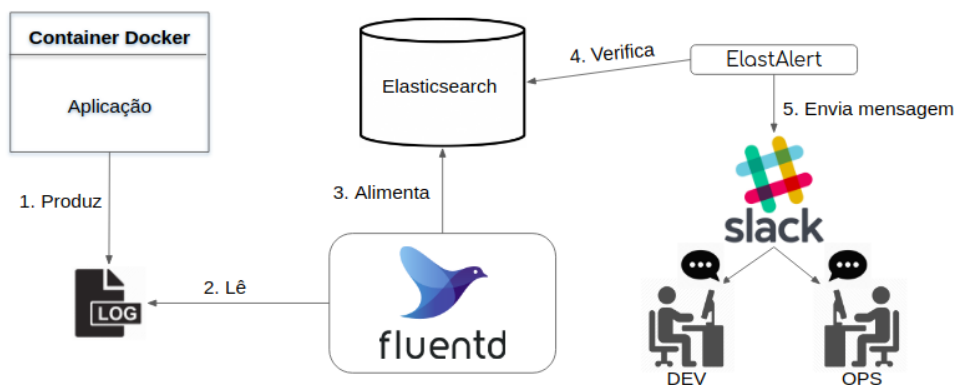 Container Docker
Aplicação
1. Produz
LOG
2. Lê
fluentd
3. Alimenta
Elasticsearch
4. Verifica
ElastAlert
5. Envia mensagem
slack
DEV
OPS